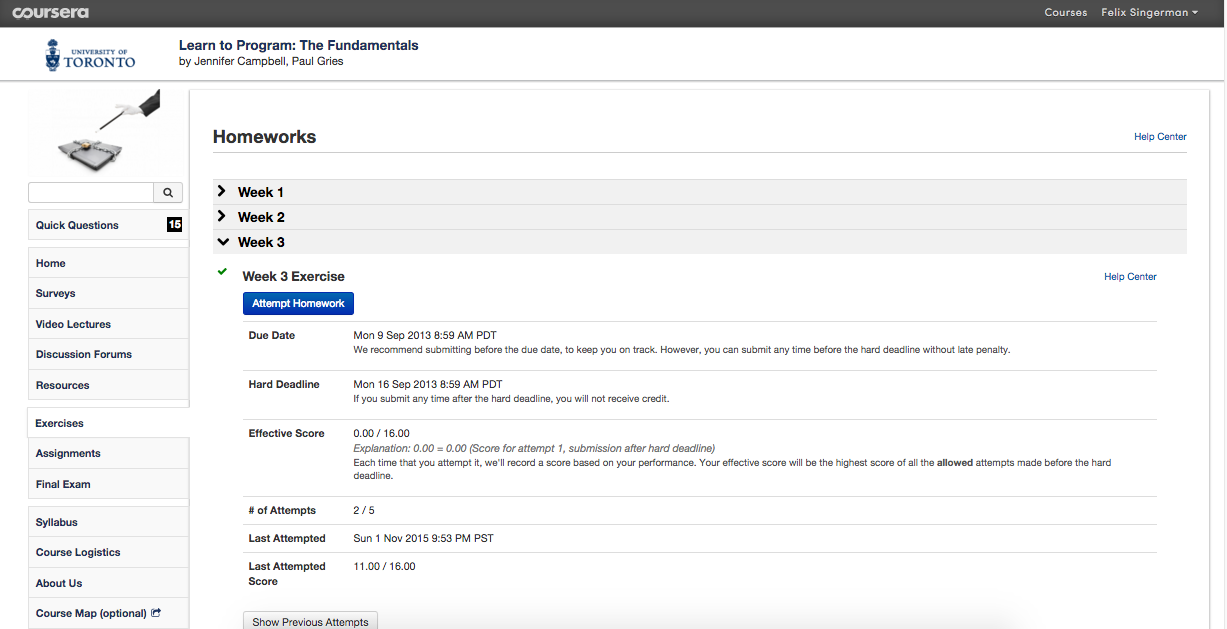 coursera
Courses Felix Singerman
UNIVERSITY OF
TORONTO
Learn to Program: The Fundamentals
by Jennifer Campbell, Paul Gries
Quick Questions 15
Home
Surveys
Video Lectures
Discussion Forums
Resources
Exercises
Assignments
Final Exam
Syllabus
Course Logistics
About Us
Course Map (optional)
Homeworks
Help Center
Week 1
Week 2
Week 3
Week 3 Exercise
Help Center
Attempt Homework
Due Date Mon 9 Sep 2013 8:59 AM PDT
We recommend submitting before the due date, to keep you on track. However, you can submit any time before the hard deadline without late penalty.
Hard Deadline Mon 16 Sep 2013 8:59 AM PDT
If you submit any time after the hard deadline, you will not receive credit.
Effective Score 0.00 / 16.00
Explanation: 0.00 = 0.00 (Score for attempt 1, submission after hard deadline)
Each time that you attempt it, we'll record a score based on your performance. Your effective score will be the highest score of all the allowed attempts made before the hard
deadline.
# of Attempts 2 / 5
Last Attempted Sun 1 Nov 2015 9:53 PM PST
Last Attempted 11.00 / 16.00
Score
Show Previous Attempts